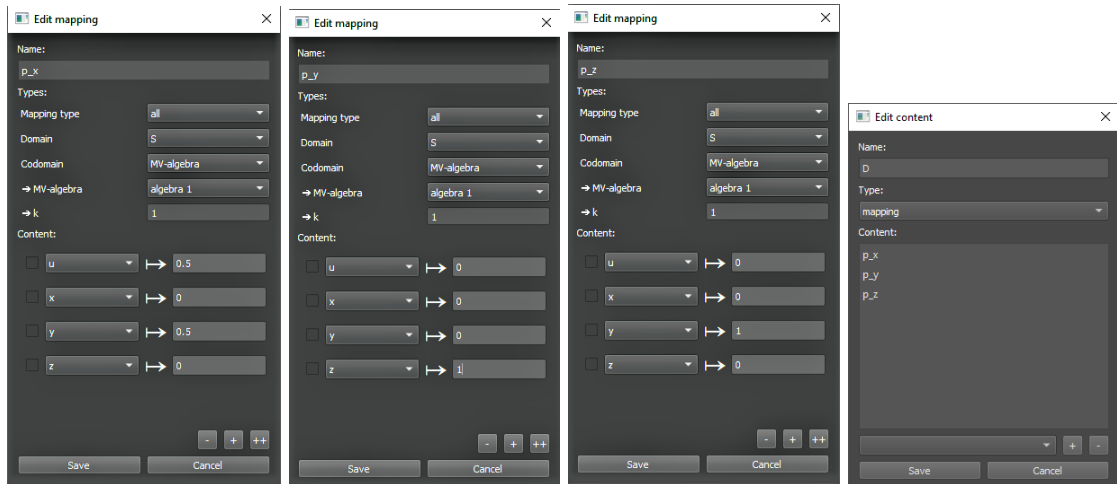 Edit mapping
Name:
p_x
Types:
Mapping type all
Domain S
Codomain MV-algebra
➔ MV-algebra algebra 1
➔ k 1
Content:
u ↦ 0.5
x ↦ 0
y ↦ 0.5
z ↦ 0
- + ++
Save Cancel
Edit mapping
Name:
p_y
Types:
Mapping type all
Domain S
Codomain MV-algebra
➔ MV-algebra algebra 1
➔ k 1
Content:
u ↦ 0
x ↦ 0
y ↦ 0
z ↦ 1
- + ++
Save Cancel
Edit mapping
Name:
p_z
Types:
Mapping type all
Domain S
Codomain MV-algebra
➔ MV-algebra algebra 1
➔ k 1
Content:
u ↦ 0
x ↦ 0
y ↦ 1
z ↦ 0
- + ++
Save Cancel
Edit content
Name:
D
Type:
mapping
Content:
p_x
p_y
p_z
+ -
Save Cancel